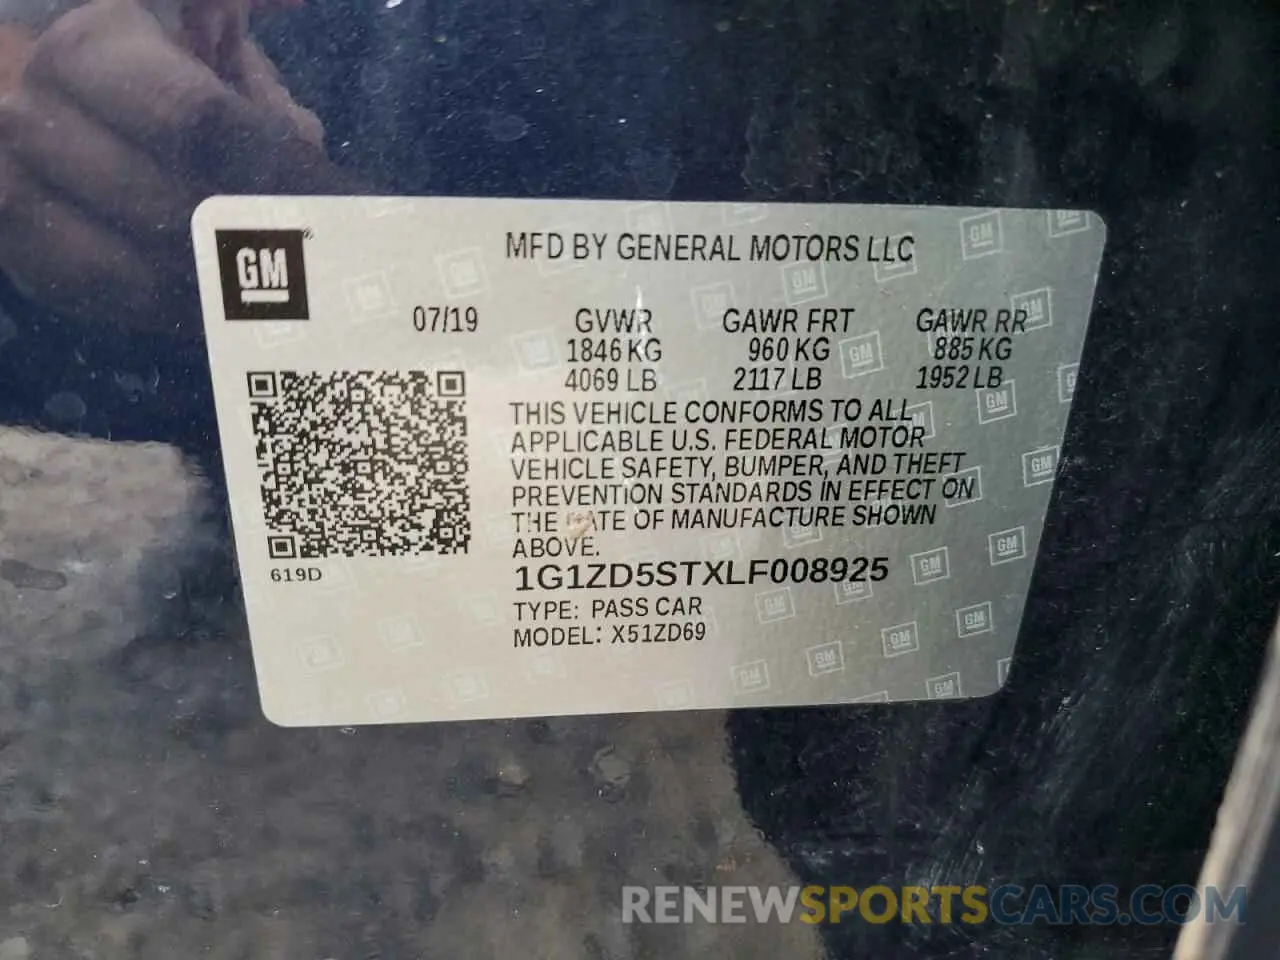 GM
MFD BY GENERAL MOTORS LLC
07/19 GVWR GAWR FRT GAWR RR
1846 KG 960 KG 885 KG
4069 LB 2117 LB 1952 LB
THIS VEHICLE CONFORMS TO ALL
APPLICABLE U.S. FEDERAL MOTOR
VEHICLE SAFETY, BUMPER, AND THEFT
PREVENTION STANDARDS IN EFFECT ON
THE DATE OF MANUFACTURE SHOWN
ABOVE.
619D
1G1ZD5STXLF008925
TYPE: PASS CAR
MODEL: X51ZD69
RENEWSPORTSCARS.COM